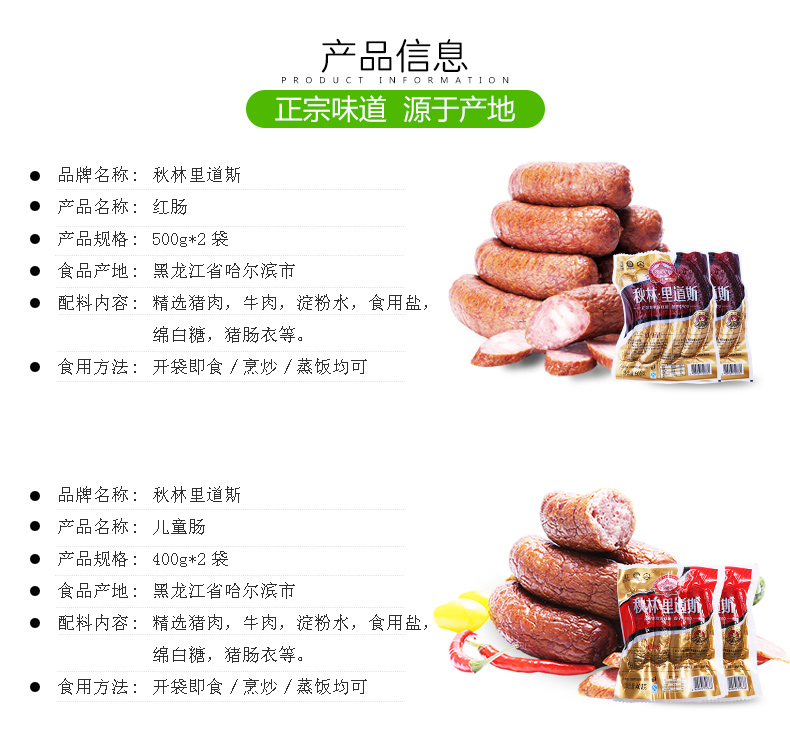 产品信息
PRODUCT INFORMATION
正宗味道 源于产地
品牌名称: 秋林里道斯
产品名称: 红肠
产品规格: 500g*2 袋
食品产地: 黑龙江省哈尔滨市
配料内容: 精选猪肉，牛肉，淀粉水，食用盐，
绵白糖，猪肠衣等。
食用方法: 开袋即食／烹炒／蒸饭均可
秋林·里道斯
道斯
品牌名称: 秋林里道斯
产品名称: 儿童肠
产品规格: 400g*2 袋
食品产地: 黑龙江省哈尔滨市
配料内容: 精选猪肉，牛肉，淀粉水，食用盐，
绵白糖，猪肠衣等。
食用方法: 开袋即食／烹炒／蒸饭均可
秋林·里道斯
道斯